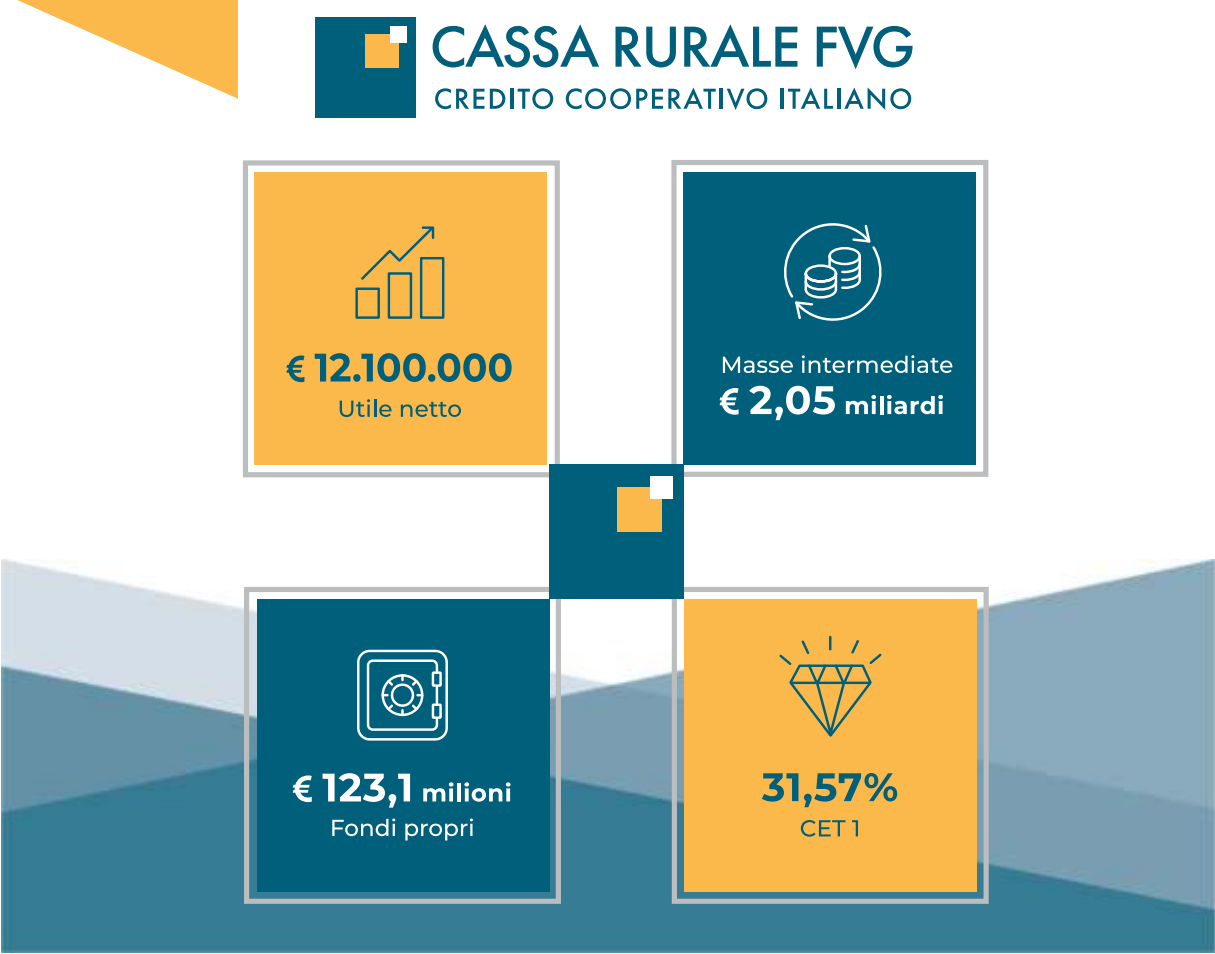 CASSA RURALE FVG
CREDITO COOPERATIVO ITALIANO
€ 12.100.000
Utile netto
Masse intermediate
€ 2,05 miliardi
€ 123,1 milioni
Fondi propri
31,57%
CET 1